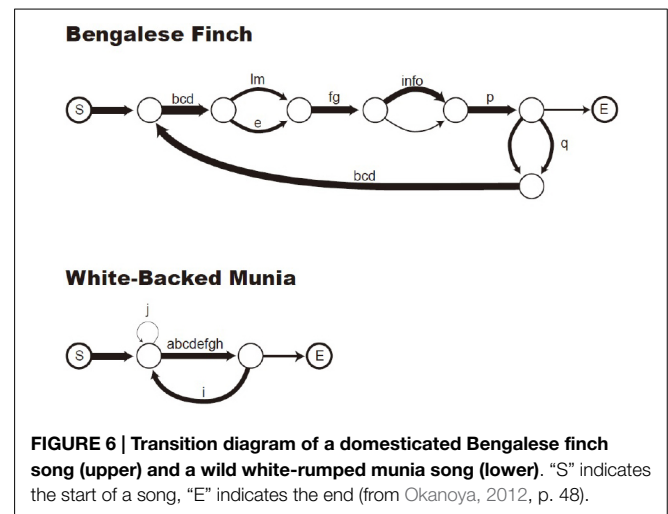 Bengalese Finch
lm
info
S
bcd
fg
p
E
e
q
bcd
White-Backed Munia
j
S
abcdefgh
E
i
FIGURE 6 | Transition diagram of a domesticated Bengalese finch
song (upper) and a wild white-rumped munia song (lower). “S” indicates
the start of a song, “E” indicates the end (from Okanoya, 2012, p. 48).